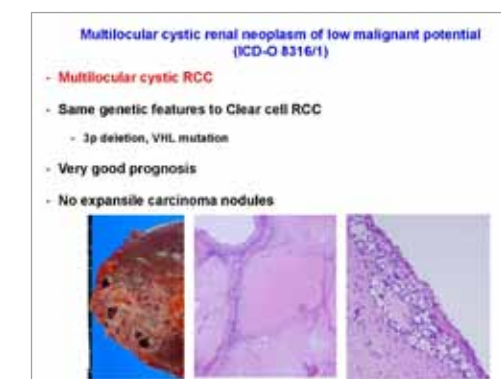 Multilocular cystic renal neoplasm of low malignant potential
(ICD-O 8316/1)
- Multilocular cystic RCC
- Same genetic features to Clear cell RCC
- 3p deletion, VHL mutation
- Very good prognosis
- No expansile carcinoma nodules